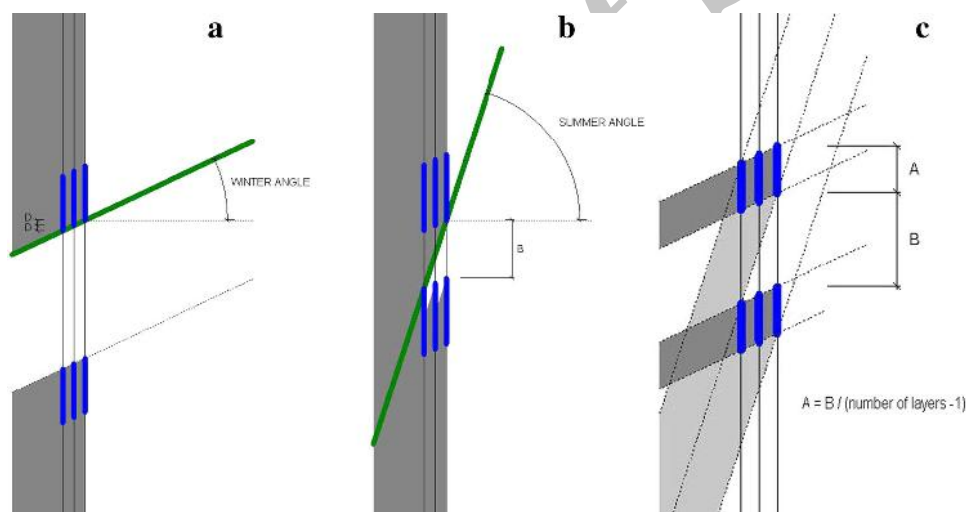 a
b
c
WINTER ANGLE
D
D
SUMMER ANGLE
B
A
B
A = B / (number of layers -1)